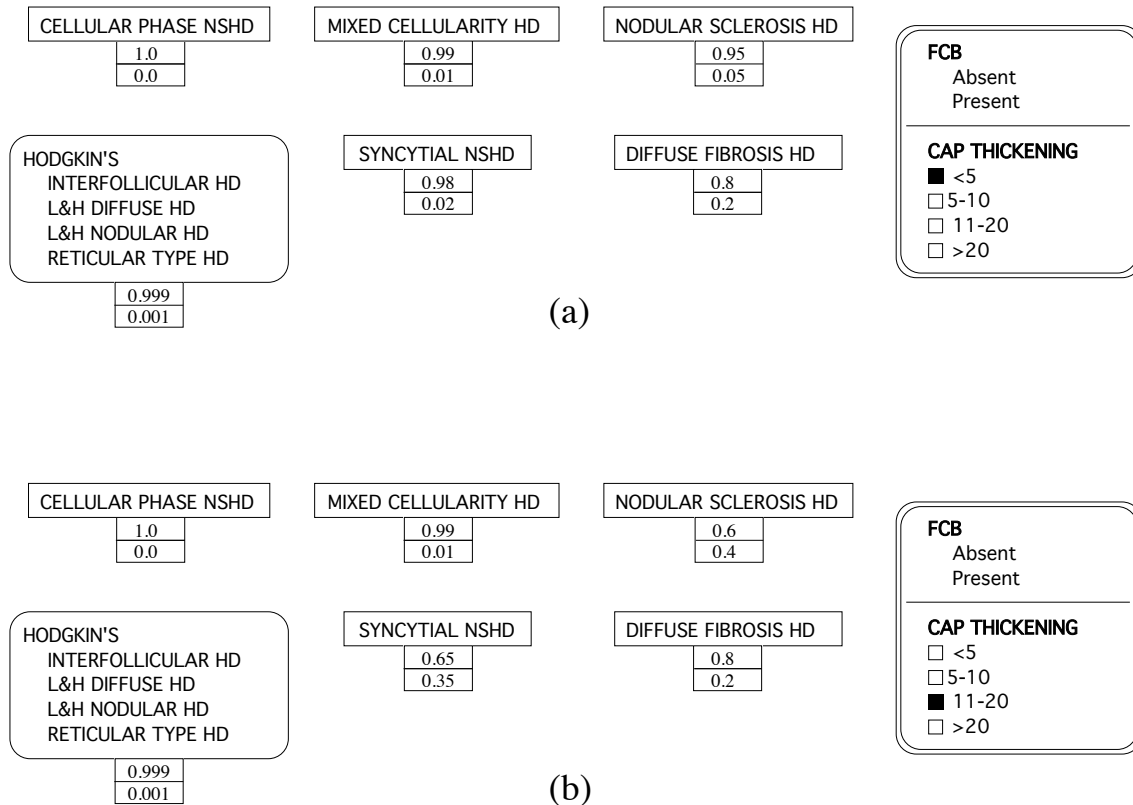 CELLULAR PHASE NSHD
1.0
0.0
MIXED CELLULARITY HD
0.99
0.01
NODULAR SCLEROSIS HD
0.95
0.05
HODGKIN'S
INTERFOLLICULAR HD
L&H DIFFUSE HD
L&H NODULAR HD
RETICULAR TYPE HD
0.999
0.001
SYNCYTIAL NSHD
0.98
0.02
DIFFUSE FIBROSIS HD
0.8
0.2
FCB
Absent
Present
CAP THICKENING
<5
5-10
11-20
>20
(a)
CELLULAR PHASE NSHD
1.0
0.0
MIXED CELLULARITY HD
0.99
0.01
NODULAR SCLEROSIS HD
0.6
0.4
HODGKIN'S
INTERFOLLICULAR HD
L&H DIFFUSE HD
L&H NODULAR HD
RETICULAR TYPE HD
0.999
0.001
SYNCYTIAL NSHD
0.65
0.35
DIFFUSE FIBROSIS HD
0.8
0.2
FCB
Absent
Present
CAP THICKENING
<5
5-10
11-20
>20
(b)